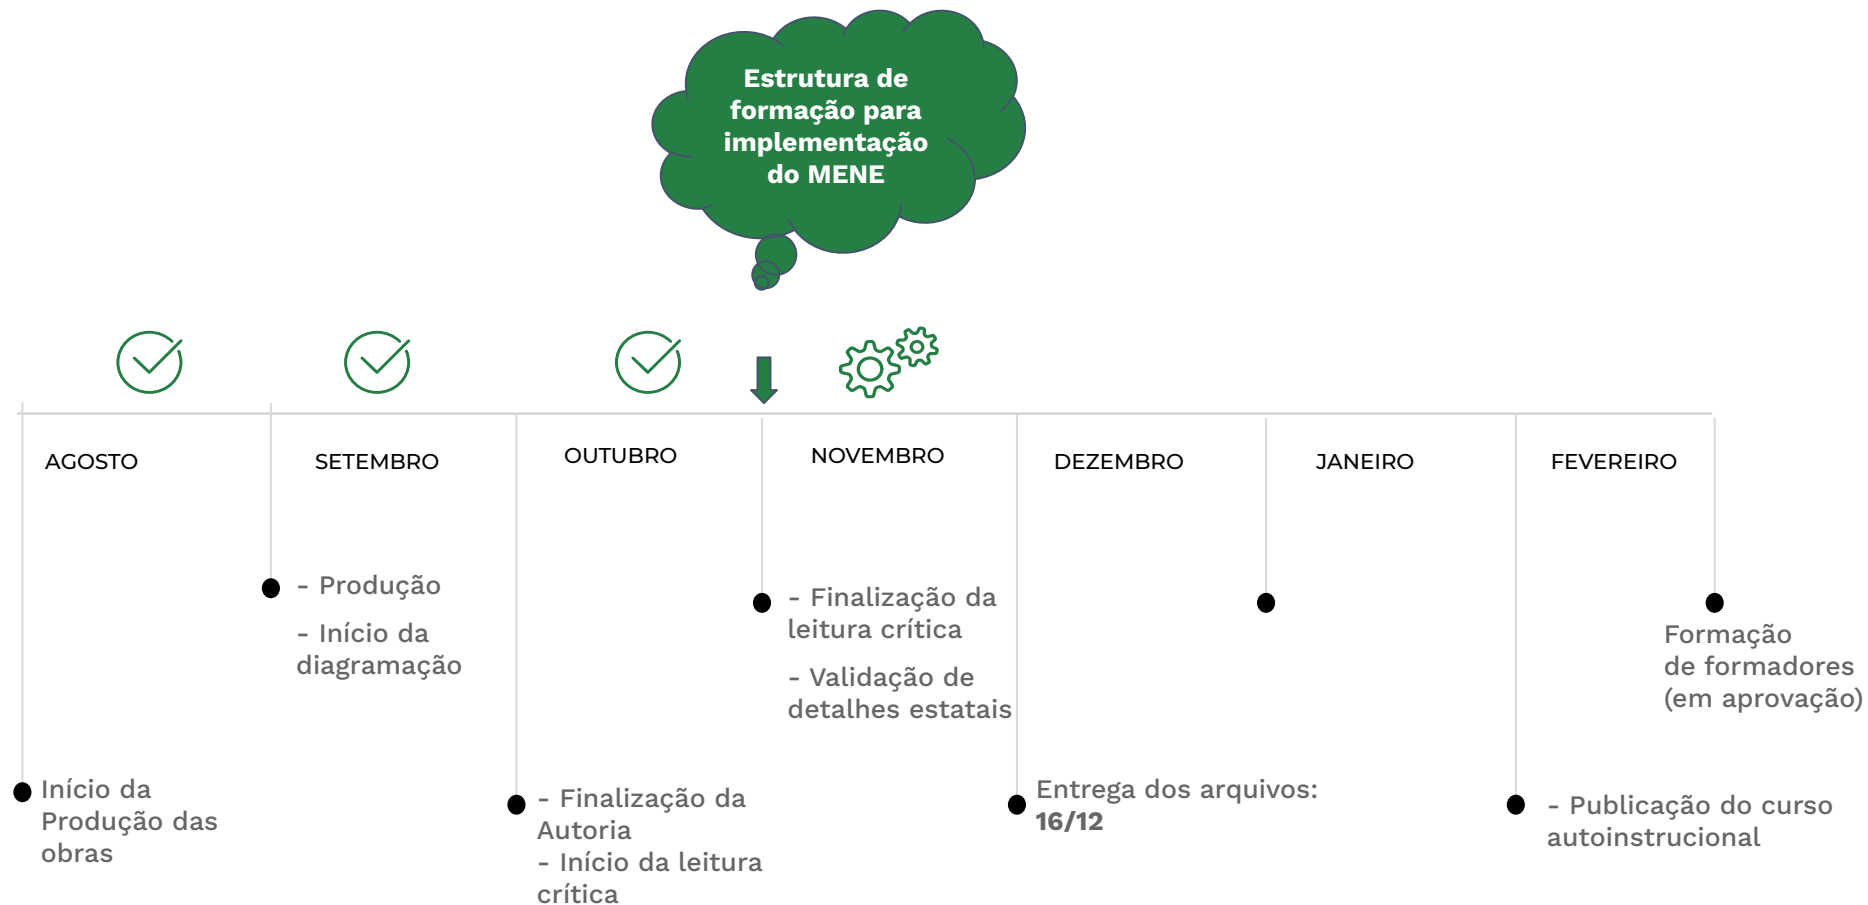 Estrutura de
formação para
implementação
do MENE
AGOSTO
SETEMBRO
OUTUBRO
NOVEMBRO
DEZEMBRO
JANEIRO
FEVEREIRO
Início da
Produção das
obras
- Produção
- Início da
diagramação
- Finalização da
Autoria
- Início da leitura
crítica
- Finalização da
leitura crítica
- Validação de
detalhes estatais
Entrega dos arquivos:
16/12
- Publicação do curso
autoinstrucional
Formação
de formadores
(em aprovação)